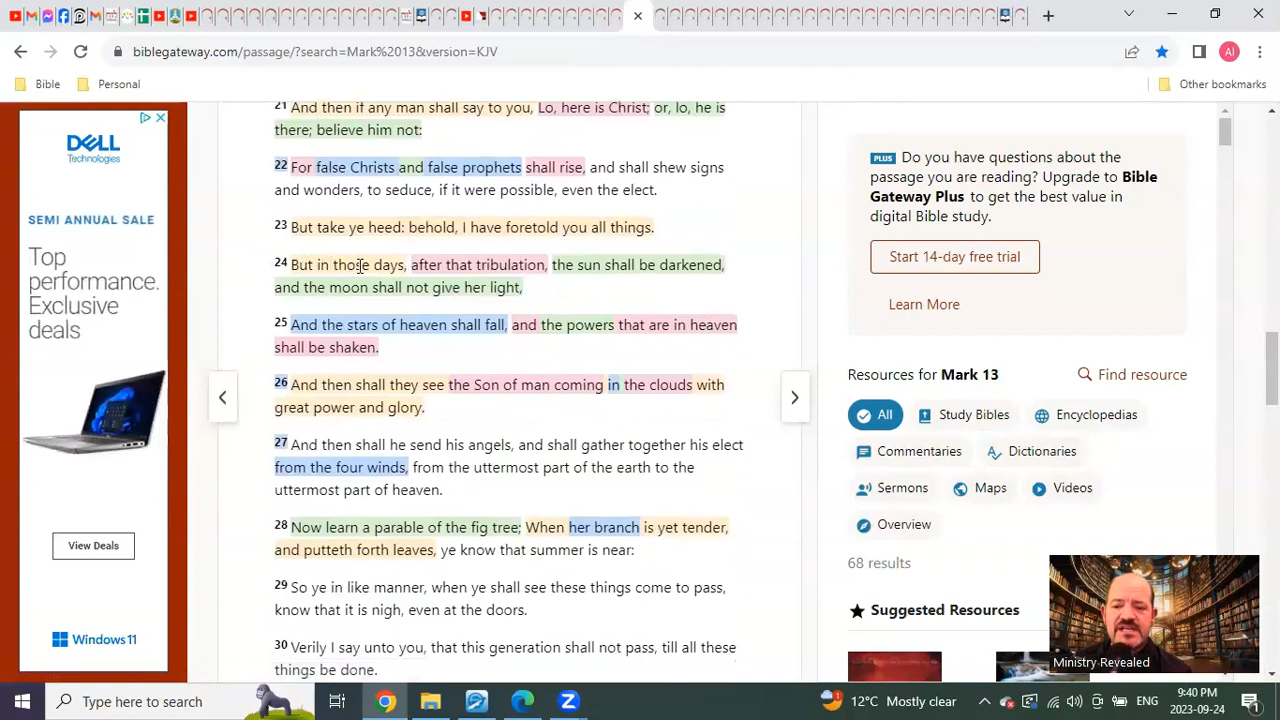 biblegateway.com/passage/?search=Mark%2013&version=KJV
AI
Bible
Personal
Other bookmarks
DELL
Technologies
SEMI ANNUAL SALE
Top
performance.
Exclusive
deals
View Deals
Windows 11
21 And then if any man shall say to you, Lo, here is Christ; or, lo, he is
there; believe him not:
22 For false Christs and false prophets shall rise, and shall shew signs
and wonders, to seduce, if it were possible, even the elect.
23 But take ye heed: behold, I have foretold you all things.
24 But in those days, after that tribulation, the sun shall be darkened,
and the moon shall not give her light,
25 And the stars of heaven shall fall, and the powers that are in heaven
shall be shaken.
26 And then shall they see the Son of man coming in the clouds with
great power and glory.
27 And then shall he send his angels, and shall gather together his elect
from the four winds, from the uttermost part of the earth to the
uttermost part of heaven.
28 Now learn a parable of the fig tree; When her branch is yet tender,
and putteth forth leaves, ye know that summer is near:
29 So ye in like manner, when ye shall see these things come to pass,
know that it is nigh, even at the doors.
30 Verily I say unto you, that this generation shall not pass, till all these
things be done.
PLUS Do you have questions about the
passage you are reading? Upgrade to Bible
Gateway Plus to get the best value in
digital Bible study.
Start 14-day free trial
Learn More
Resources for Mark 13
Find resource
All
Study Bibles
Encyclopedias
Commentaries
Dictionaries
Sermons
Maps
Videos
Overview
68 results
Suggested Resources
Ministry Revealed
Type here to search
1
12°C Mostly clear
ENG
9:40 PM
2023-09-24
1